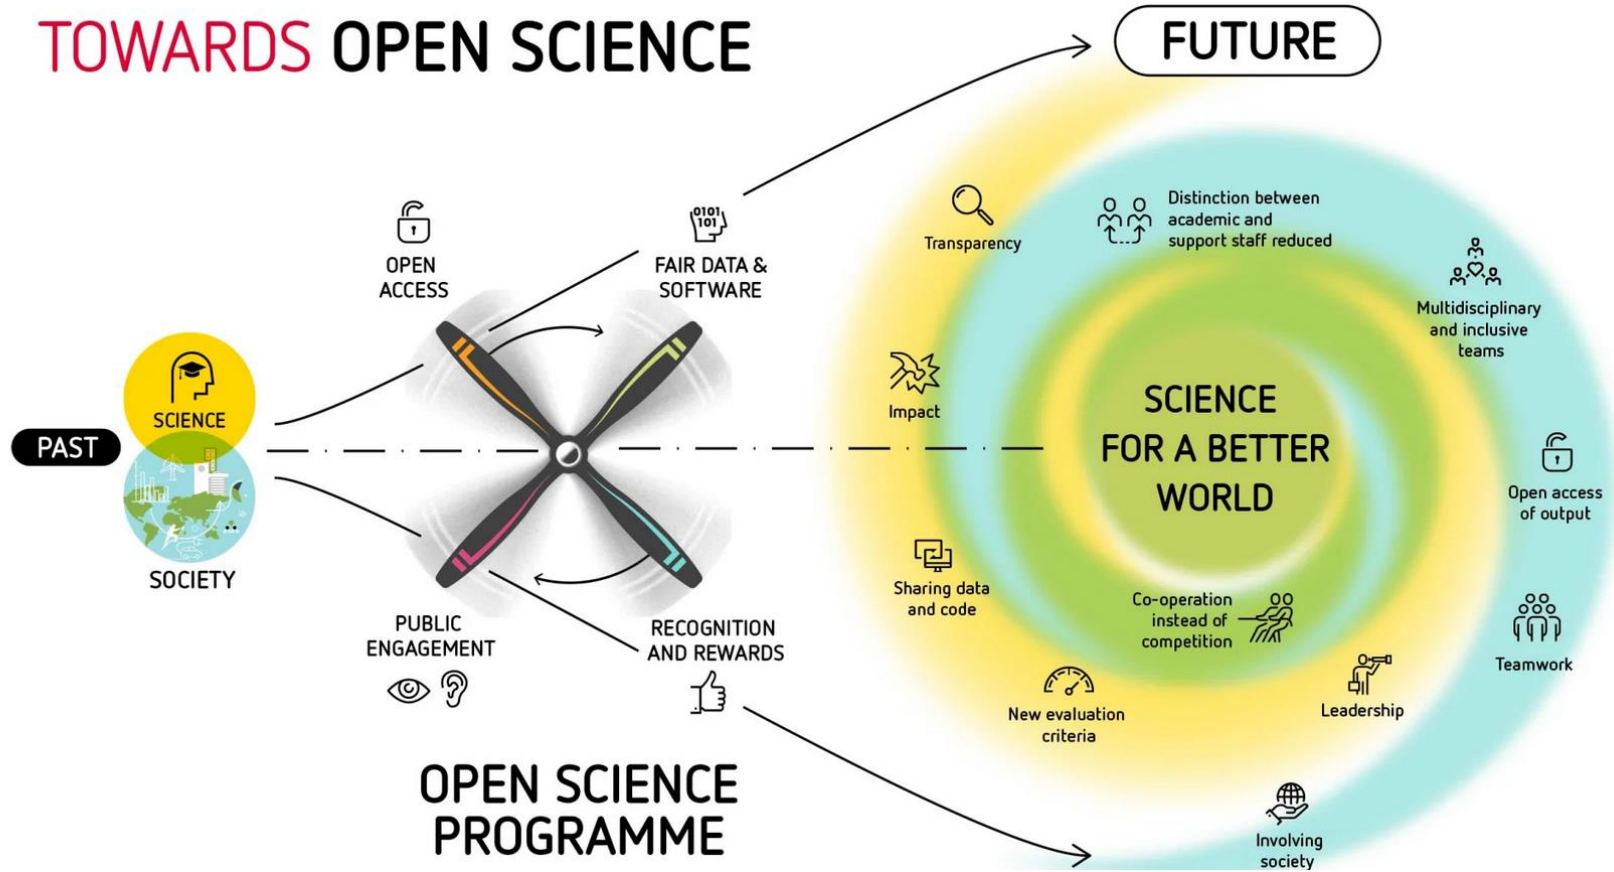 TOWARDS OPEN SCIENCE
FUTURE
PAST
SCIENCE
SOCIETY
OPEN
ACCESS
0101
101
FAIR DATA &
SOFTWARE
PUBLIC
ENGAGEMENT
RECOGNITION
AND REWARDS
OPEN SCIENCE
PROGRAMME
Transparency
Distinction between
academic and
support staff reduced
Multidisciplinary
and inclusive
teams
Impact
SCIENCE
FOR A BETTER
WORLD
Open access
of output
Sharing data
and code
Co-operation
instead of
competition
Teamwork
New evaluation
criteria
Leadership
Involving
society